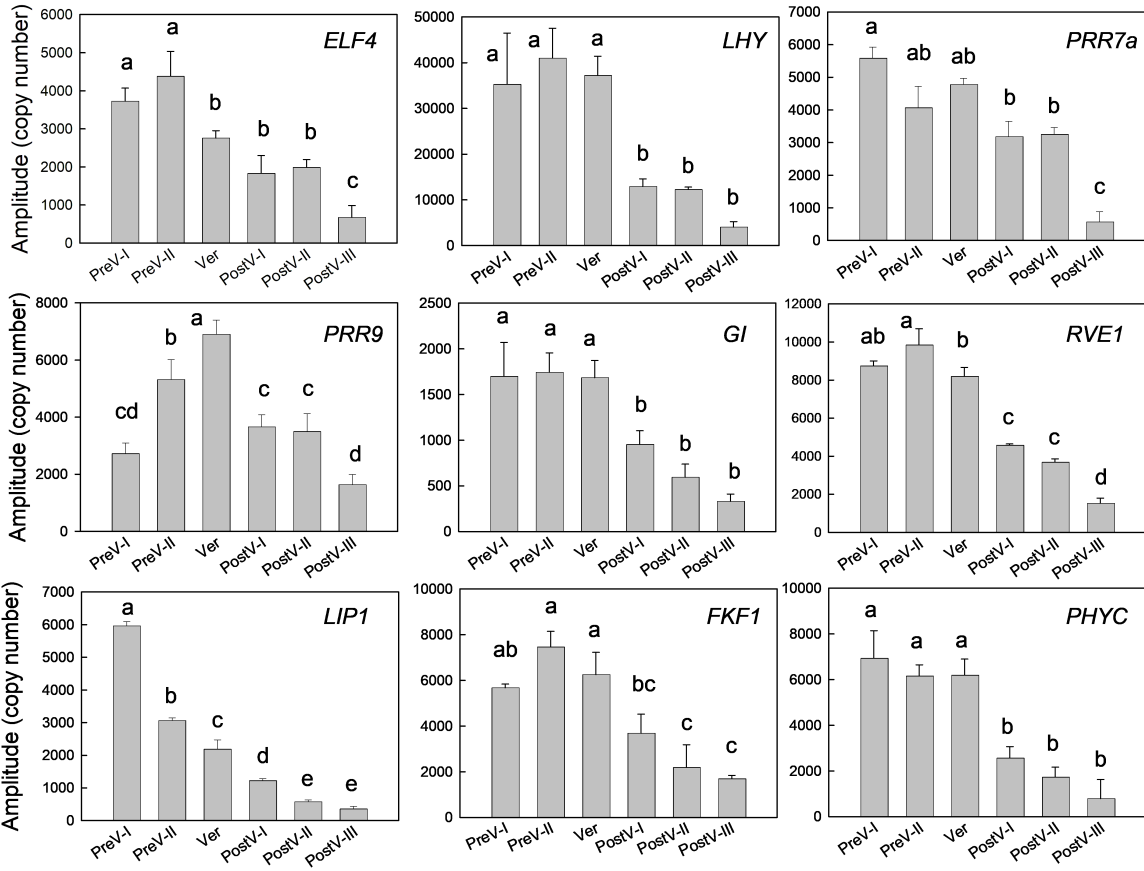 Amplitude (copy number)
6000
5000
4000
3000
2000
1000
0
a
a
b
b
b
c
ELF4
PreV-I
PreV-II
Ver
PostV-I
PostV-II
PostV-III
50000
40000
30000
20000
10000
0
a
a
a
b
b
b
LHY
PreV-I
PreV-II
Ver
PostV-I
PostV-II
PostV-III
7000
6000
5000
4000
3000
2000
1000
0
a
ab
ab
b
b
c
PRR7a
PreV-I
PreV-II
Ver
PostV-I
PostV-II
PostV-III
Amplitude (copy number)
8000
6000
4000
2000
0
cd
b
a
c
c
d
PRR9
PreV-I
PreV-II
Ver
PostV-I
PostV-II
PostV-III
2500
2000
1500
1000
500
0
a
a
a
b
b
b
GI
PreV-I
PreV-II
Ver
PostV-I
PostV-II
PostV-III
12000
10000
8000
6000
4000
2000
0
ab
a
b
c
c
d
RVE1
PreV-I
PreV-II
Ver
PostV-I
PostV-II
PostV-III
Amplitude (copy number)
7000
6000
5000
4000
3000
2000
1000
0
a
b
c
d
e
e
LIP1
PreV-I
PreV-II
Ver
PostV-I
PostV-II
PostV-III
10000
8000
6000
4000
2000
0
ab
a
a
bc
c
c
FKF1
PreV-I
PreV-II
Ver
PostV-I
PostV-II
PostV-III
10000
8000
6000
4000
2000
0
a
a
a
b
b
b
PHYC
PreV-I
PreV-II
Ver
PostV-I
PostV-II
PostV-III